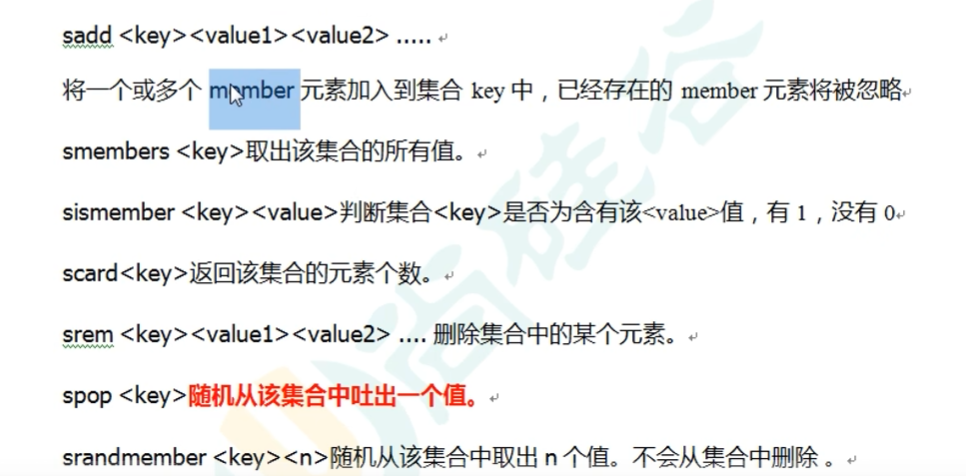 sadd <key><value1><value2> .....
将一个或多个 member 元素加入到集合 key 中，已经存在的 member 元素将被忽略
smembers <key>取出该集合的所有值。
sismember <key><value>判断集合<key>是否为含有该<value>值，有 1，没有 0
scard<key>返回该集合的元素个数。
srem <key><value1><value2> .... 删除集合中的某个元素。
spop <key>随机从该集合中吐出一个值。
srandmember <key><n>随机从该集合中取出 n 个值。不会从集合中删除 。
尚硅谷